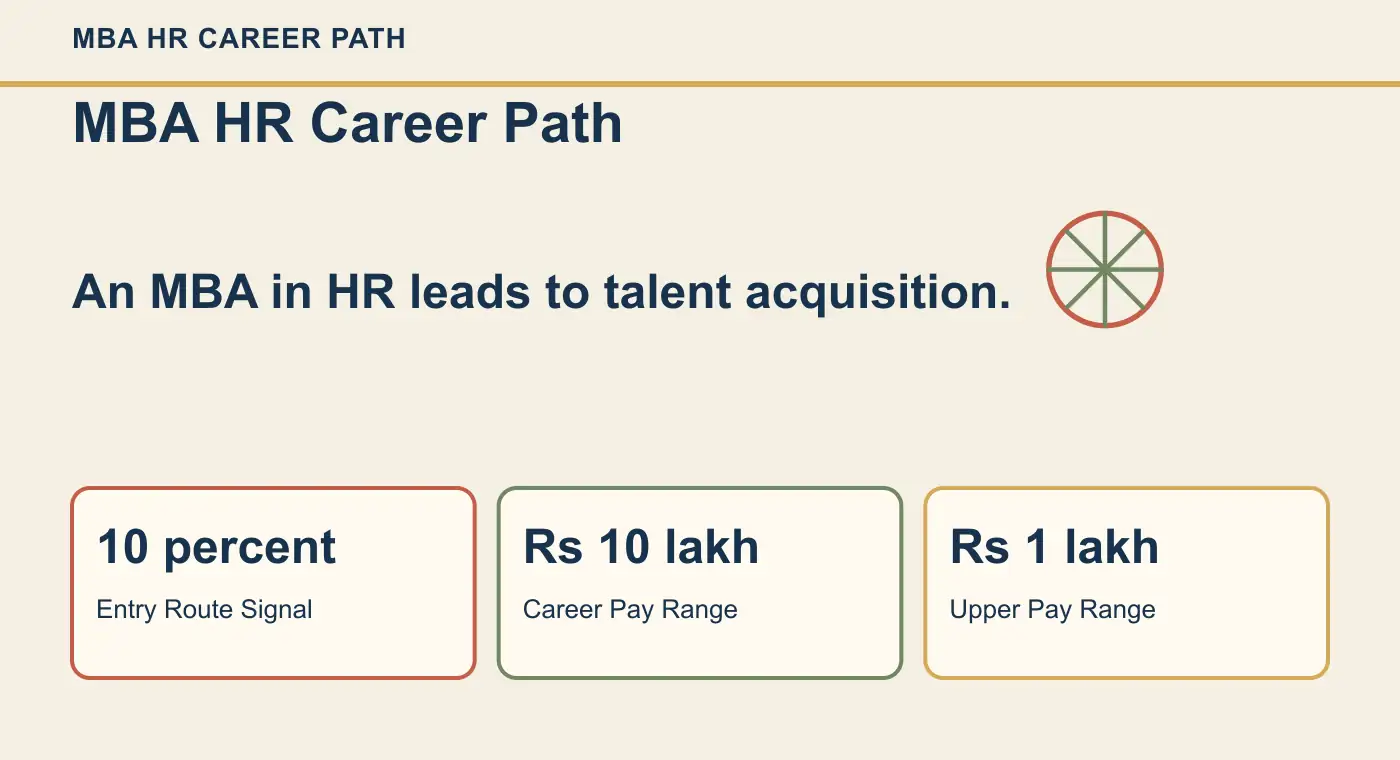 MBA HR CAREER PATH
MBA HR Career Path
An MBA in HR leads to talent acquisition.
10 percent
Entry Route Signal
Rs 10 lakh
Career Pay Range
Rs 1 lakh
Upper Pay Range